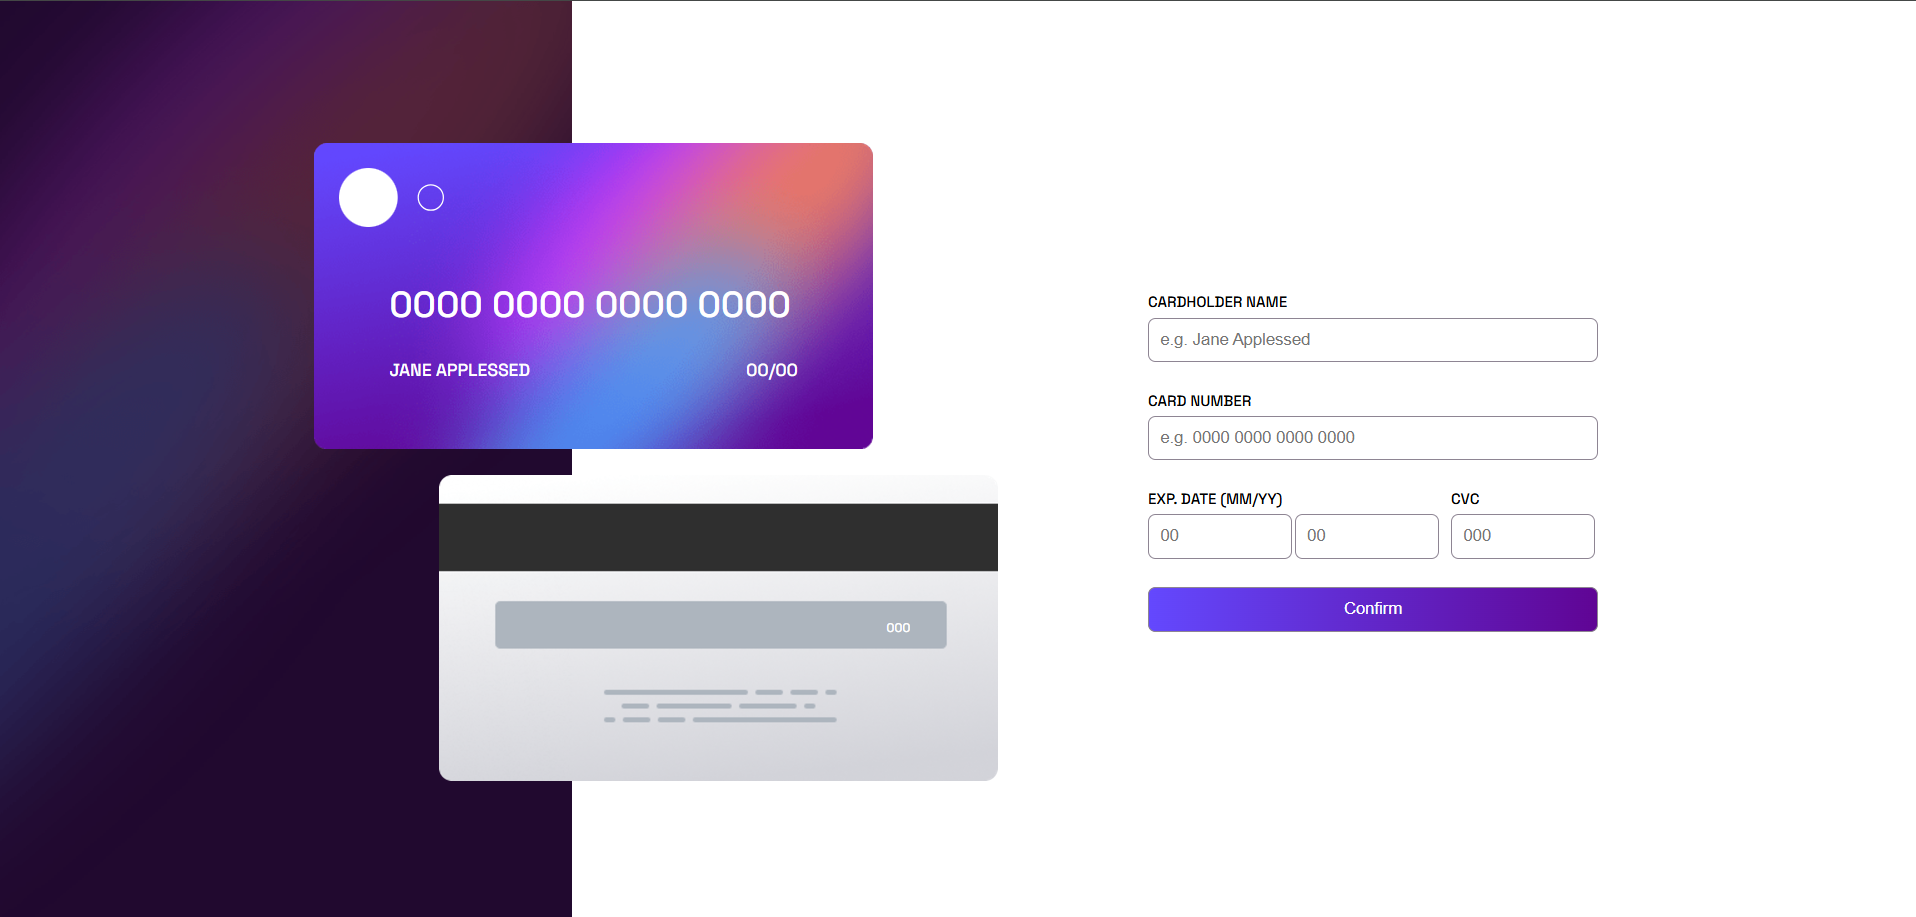 0000 0000 0000 0000
JANE APPLESSED 00/00
000
CARDHOLDER NAME
e.g. Jane Applessed
CARD NUMBER
e.g. 0000 0000 0000 0000
EXP. DATE (MM/YY) CVC
00 00 000
Confirm